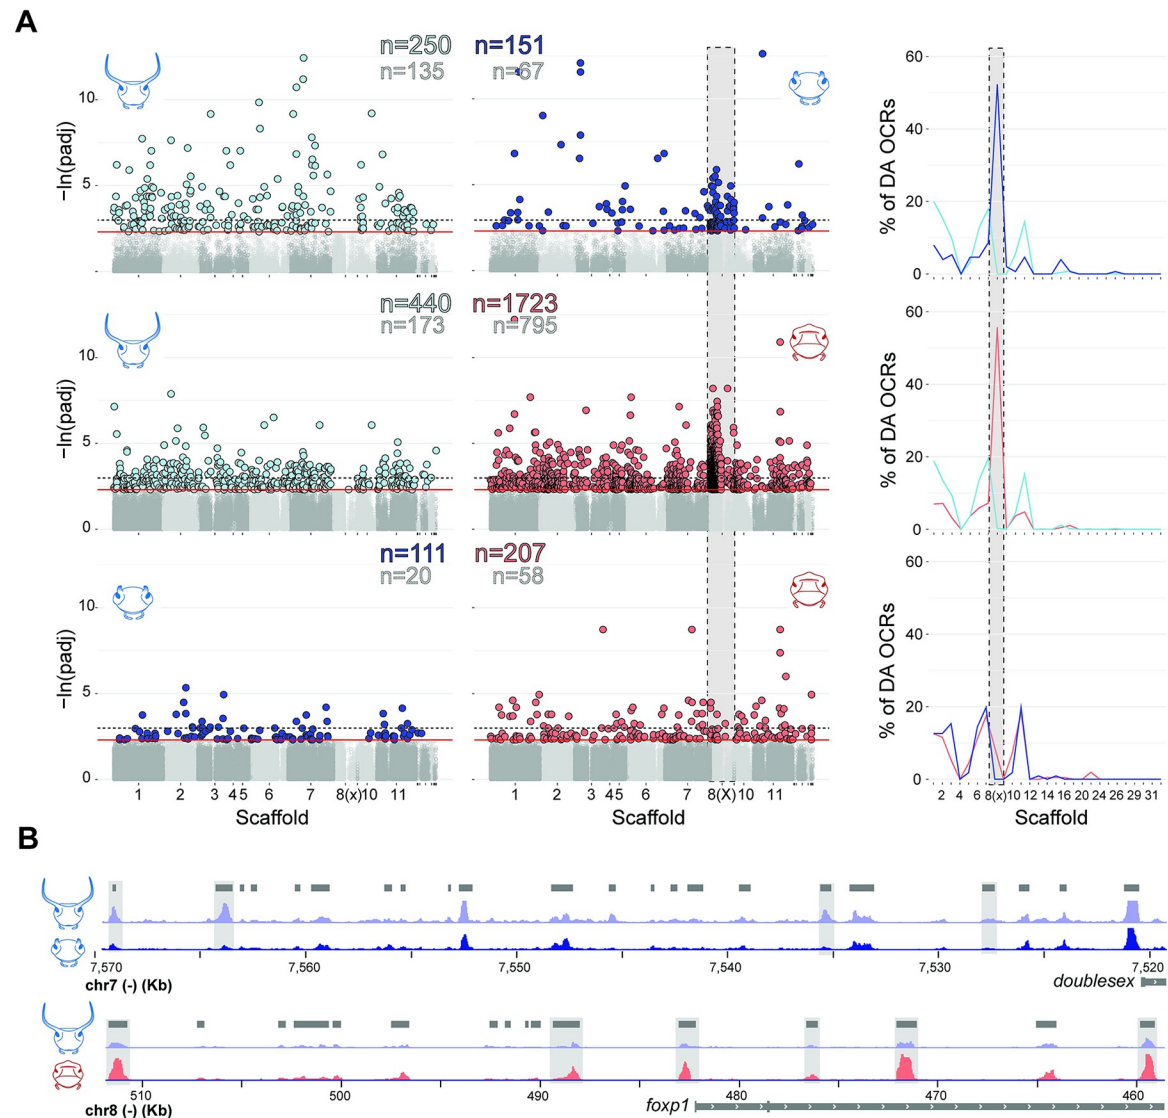 A
n=250
n=135
n=151
n=67
–ln(padj)
10
5
% of DA OCRs
60
40
20
0
n=440
n=173
n=1723
n=795
–ln(padj)
10
5
0
% of DA OCRs
60
40
20
0
n=111
n=20
n=207
n=58
–ln(padj)
10
5
0
% of DA OCRs
60
40
20
0
1 2 3 4 5 6 7 8(x) 10 11
1 2 3 4 5 6 7 8(X) 10 11
2 4 6 8(x) 10 12 14 16 20 24 26 29 31
Scaffold
Scaffold
Scaffold
B
7,570 7,560 7,550 7,540 7,530 7,520
chr7 (-) (Kb)
doublesex
510 500 490 480 470 460
chr8 (-) (Kb)
foxp1